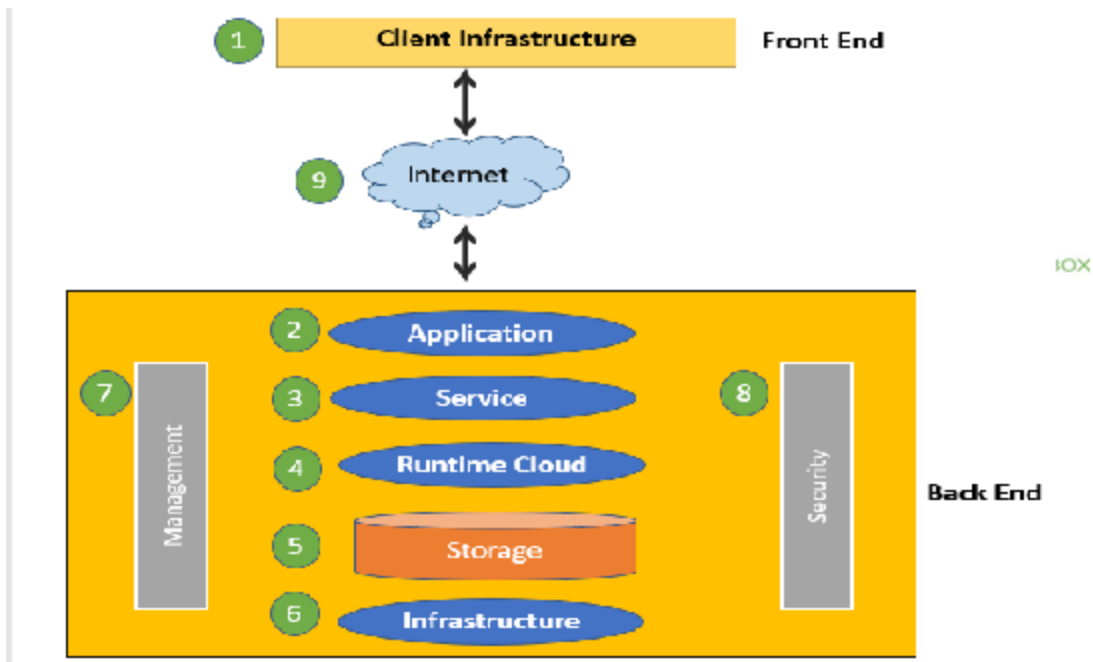 1
Client Infrastructure
Front End
9
Internet
2
Application
3
Service
4
Runtime Cloud
5
Storage
6
Infrastructure
7
Management
8
Security
Back End